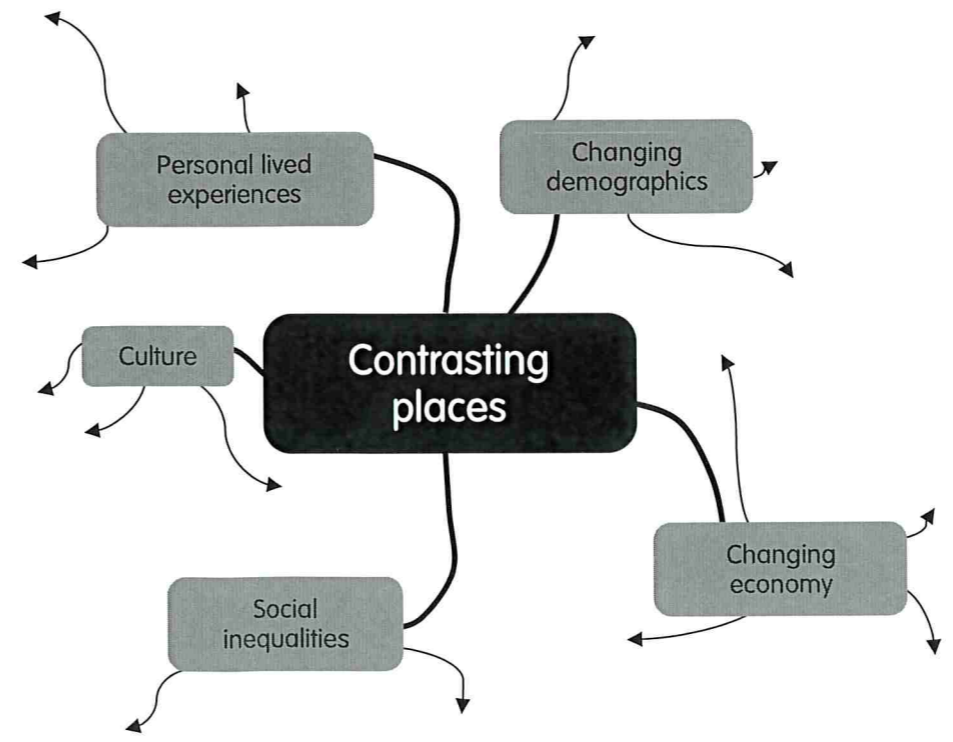 Personal lived
experiences
Changing
demographics
Culture
Contrasting
places
Changing
economy
Social
inequalities